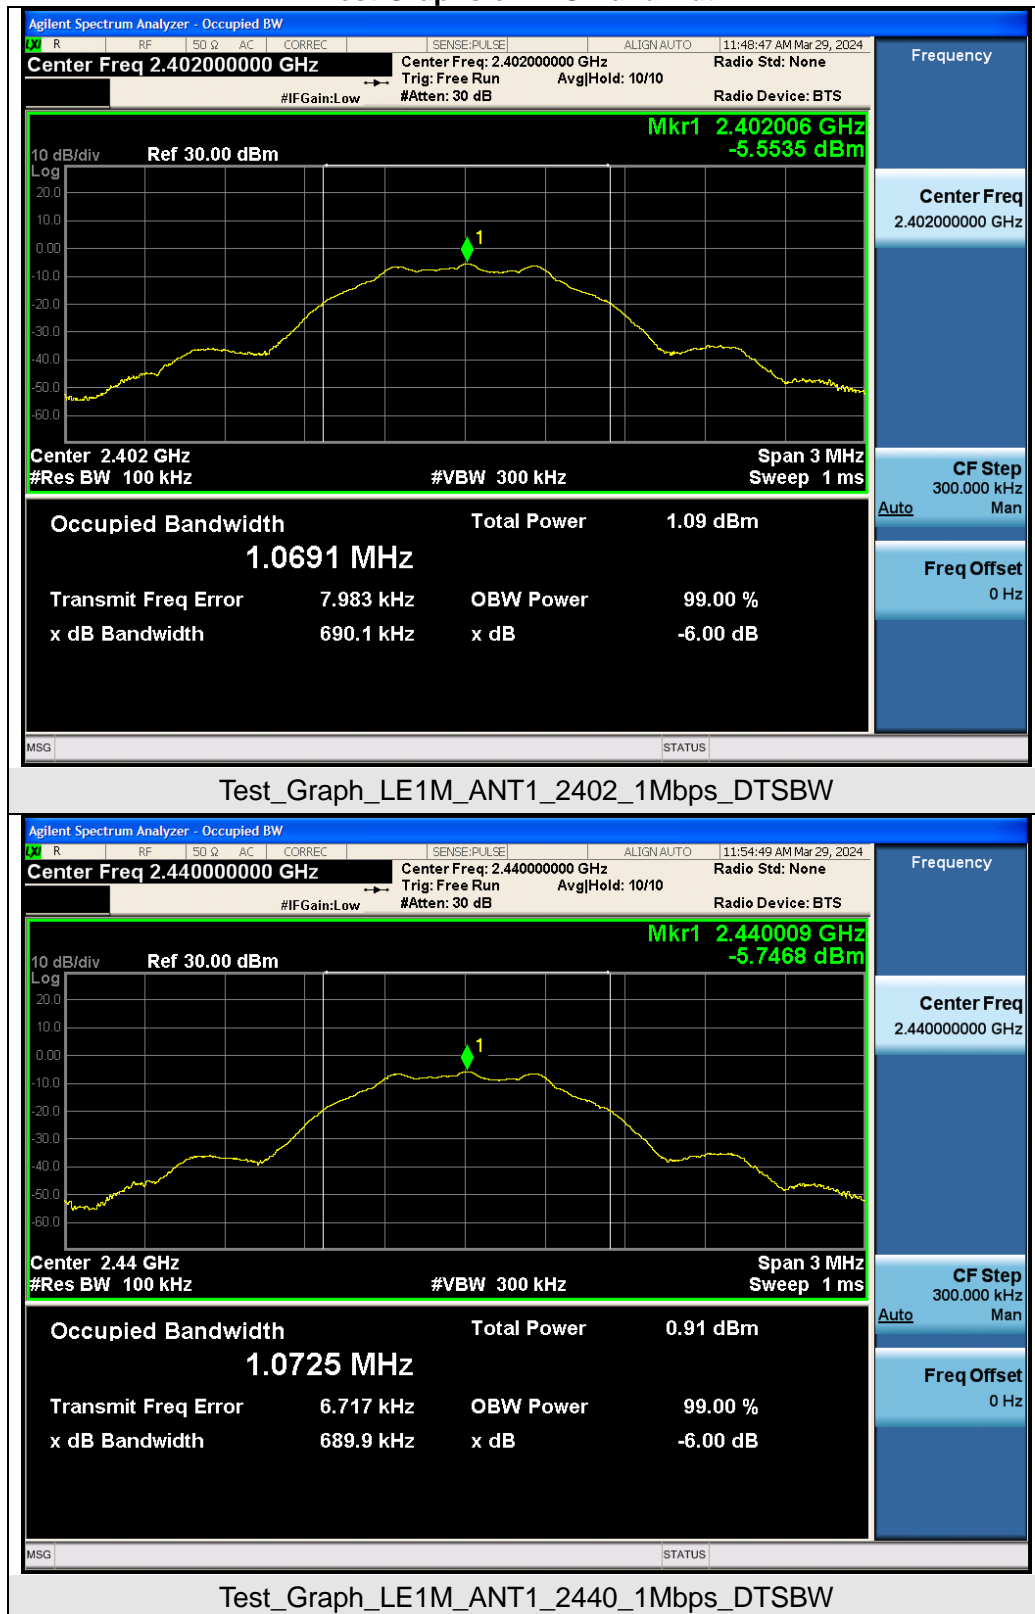 Agilent Spectrum Analyzer - Occupied BW
LXI R RF 50 Ω AC CORREC SENSE:PULSE ALIGN AUTO 11:48:47 AM Mar 29, 2024
Center Freq 2.402000000 GHz Center Freq: 2.402000000 GHz Radio Std: None
Trig: Free Run Avg|Hold: 10/10
#IFGain:Low #Atten: 30 dB Radio Device: BTS
Frequency
Mkr1 2.402006 GHz
-5.5535 dBm
10 dB/div Ref 30.00 dBm
Log
20.0
10.0
0.00
-10.0
-20.0
-30.0
-40.0
-50.0
-60.0
1
Center 2.402 GHz Span 3 MHz
#Res BW 100 kHz #VBW 300 kHz Sweep 1 ms
Occupied Bandwidth Total Power 1.09 dBm
1.0691 MHz
Transmit Freq Error 7.983 kHz OBW Power 99.00 %
x dB Bandwidth 690.1 kHz x dB -6.00 dB
Center Freq
2.402000000 GHz
CF Step
300.000 kHz
Auto Man
Freq Offset
0 Hz
MSG STATUS
Test_Graph_LE1M_ANT1_2402_1Mbps_DTSBW
Agilent Spectrum Analyzer - Occupied BW
LXI R RF 50 Ω AC CORREC SENSE:PULSE ALIGN AUTO 11:54:49 AM Mar 29, 2024
Center Freq 2.440000000 GHz Center Freq: 2.440000000 GHz Radio Std: None
Trig: Free Run Avg|Hold: 10/10
#IFGain:Low #Atten: 30 dB Radio Device: BTS
Frequency
Mkr1 2.440009 GHz
-5.7468 dBm
10 dB/div Ref 30.00 dBm
Log
20.0
10.0
0.00
-10.0
-20.0
-30.0
-40.0
-50.0
-60.0
1
Center 2.44 GHz Span 3 MHz
#Res BW 100 kHz #VBW 300 kHz Sweep 1 ms
Occupied Bandwidth Total Power 0.91 dBm
1.0725 MHz
Transmit Freq Error 6.717 kHz OBW Power 99.00 %
x dB Bandwidth 689.9 kHz x dB -6.00 dB
Center Freq
2.440000000 GHz
CF Step
300.000 kHz
Auto Man
Freq Offset
0 Hz
MSG STATUS
Test_Graph_LE1M_ANT1_2440_1Mbps_DTSBW